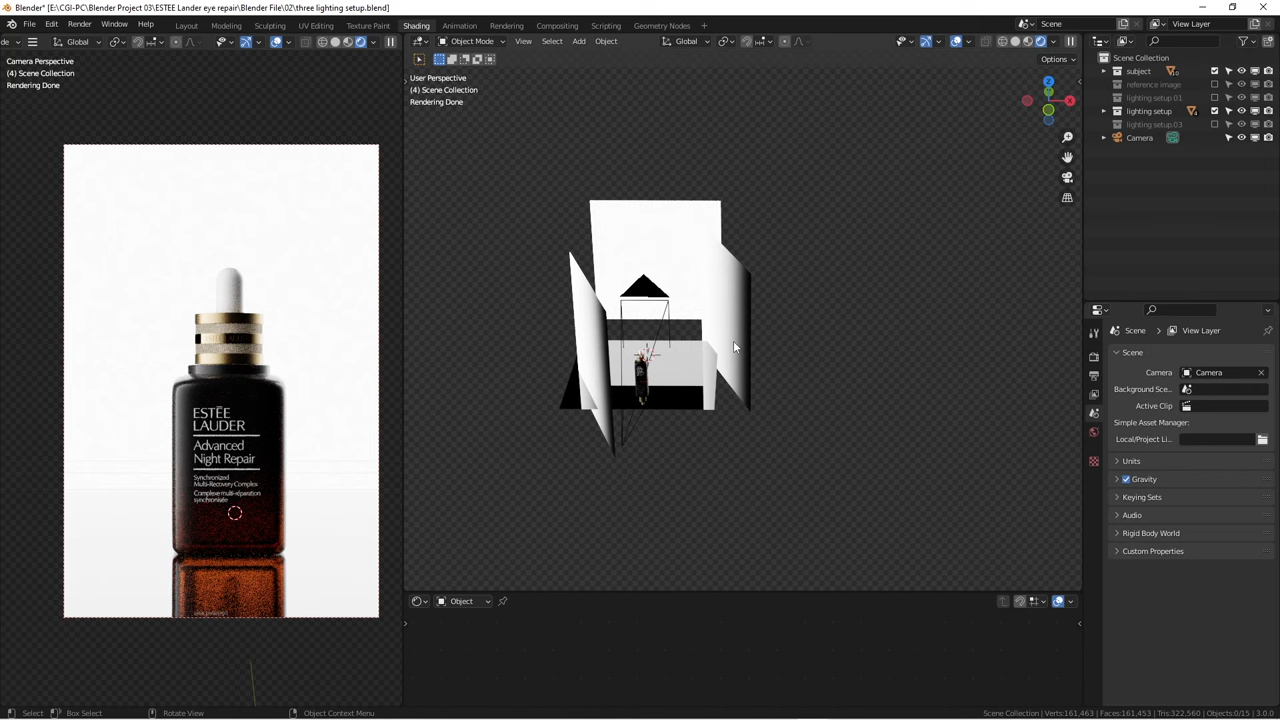 Blender* [E:\CGI-PC\Blender Project 03\ESTEE Lander eye repair\Blender File\02\three lighting setup.blend]
File Edit Render Window Help Layout Modeling Sculpting UV Editing Texture Paint Shading Animation Rendering Compositing Scripting Geometry Nodes + Scene View Layer
de Global Object Mode View Select Add Object Global
Options
Camera Perspective
(4) Scene Collection
Rendering Done
User Perspective
(4) Scene Collection
Rendering Done
Z
Y
X
ESTĒE
LAUDER
Advanced
Night Repair
Synchronized
Multi-Recovery Complex
Complexe multi-réparation
synchronisée
Object
Scene Collection
subject 10
reference image
lighting setup 01
lighting setup 4
lighting setup 03
Camera
Scene > View Layer
Scene
Camera Camera
Background Sce...
Active Clip
Simple Asset Manager:
Local/Project Li...
Units
Gravity
Keying Sets
Audio
Rigid Body World
Custom Properties
Select Box Select Rotate View Object Context Menu
Scene Collection | Verts:161,463 | Faces:161,453 | Tris:322,560 | Objects:0/15 | 3.0.0